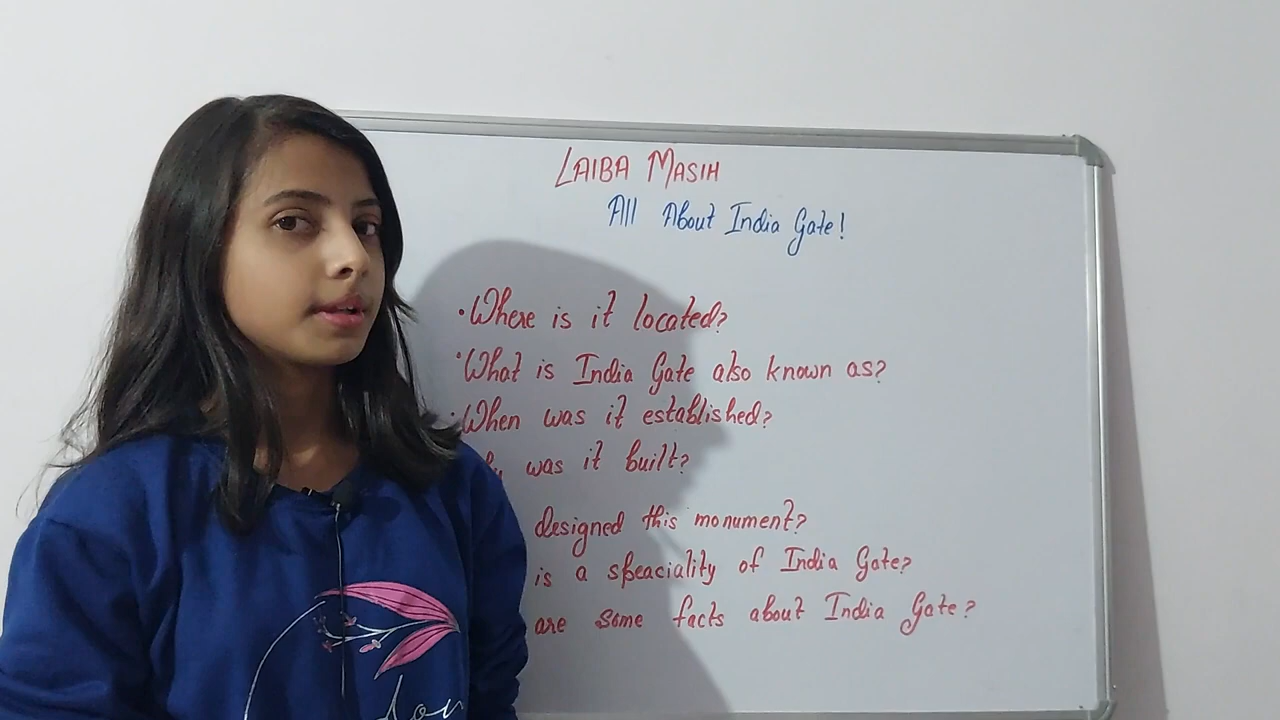 LAIBA MASIH
All About India Gate!
• Where is it located?
• What is India Gate also known as?
• When was it established?
was it built?
designed this monument?
is a speaciality of India Gate?
are some facts about India Gate?